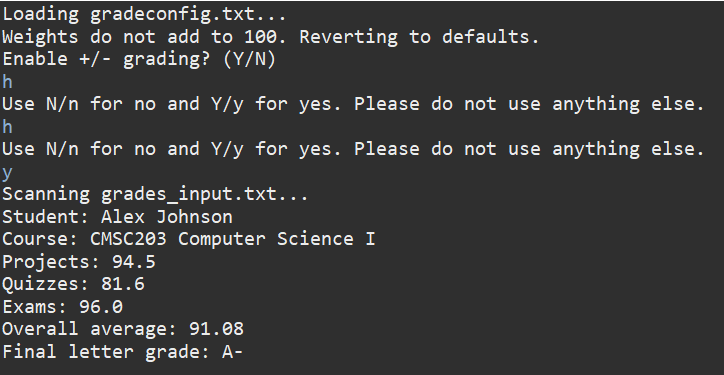 Loading gradeconfig.txt...
Weights do not add to 100. Reverting to defaults.
Enable +/- grading? (Y/N)
h
Use N/n for no and Y/y for yes. Please do not use anything else.
h
Use N/n for no and Y/y for yes. Please do not use anything else.
y
Scanning grades_input.txt...
Student: Alex Johnson
Course: CMSC203 Computer Science I
Projects: 94.5
Quizzes: 81.6
Exams: 96.0
Overall average: 91.08
Final letter grade: A-